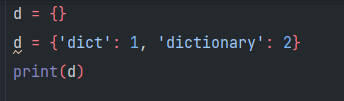 d = {}
d = {'dict': 1, 'dictionary': 2}
print(d)